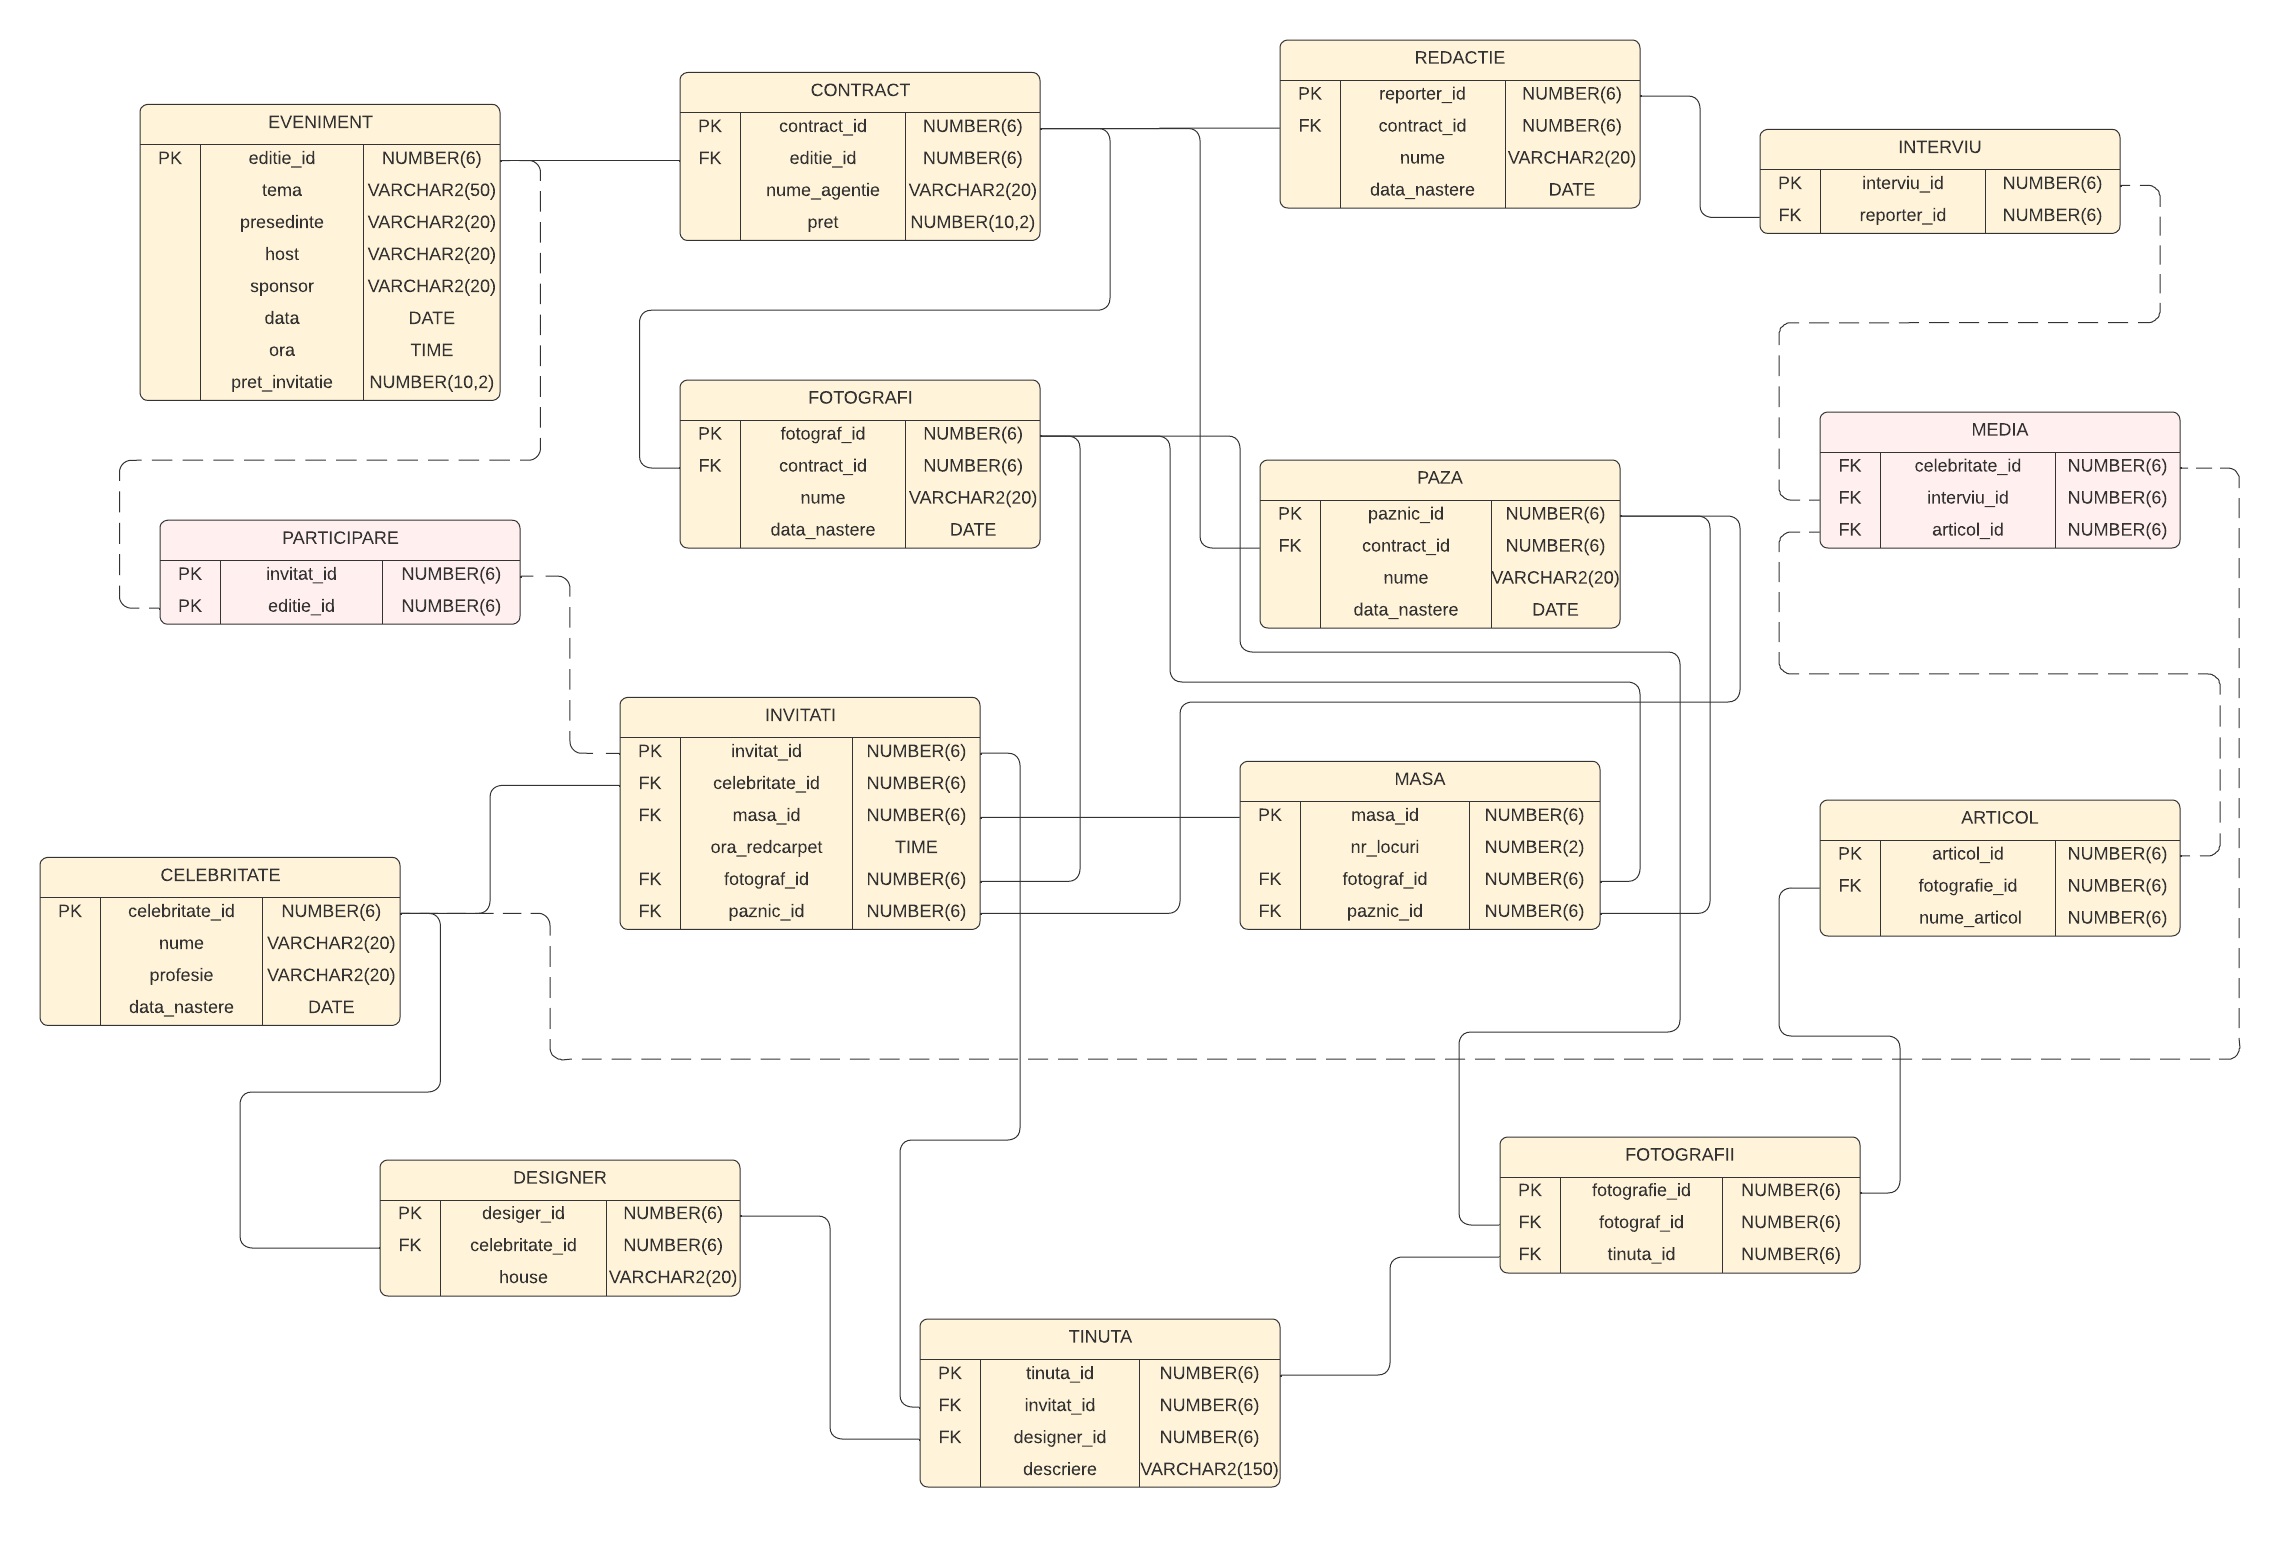 EVENIMENT
PK editie_id NUMBER(6)
tema VARCHAR2(50)
presedinte VARCHAR2(20)
host VARCHAR2(20)
sponsor VARCHAR2(20)
data DATE
ora TIME
pret_invitatie NUMBER(10,2)
CONTRACT
PK contract_id NUMBER(6)
FK editie_id NUMBER(6)
nume_agentie VARCHAR2(20)
pret NUMBER(10,2)
REDACTIE
PK reporter_id NUMBER(6)
FK contract_id NUMBER(6)
nume VARCHAR2(20)
data_nastere DATE
INTERVIU
PK interviu_id NUMBER(6)
FK reporter_id NUMBER(6)
FOTOGRAFI
PK fotograf_id NUMBER(6)
FK contract_id NUMBER(6)
nume VARCHAR2(20)
data_nastere DATE
PAZA
PK paznic_id NUMBER(6)
FK contract_id NUMBER(6)
nume VARCHAR2(20)
data_nastere DATE
MEDIA
FK celebritate_id NUMBER(6)
FK interviu_id NUMBER(6)
FK articol_id NUMBER(6)
PARTICIPARE
PK invitat_id NUMBER(6)
PK editie_id NUMBER(6)
INVITATI
PK invitat_id NUMBER(6)
FK celebritate_id NUMBER(6)
FK masa_id NUMBER(6)
ora_redcarpet TIME
FK fotograf_id NUMBER(6)
FK paznic_id NUMBER(6)
MASA
PK masa_id NUMBER(6)
nr_locuri NUMBER(2)
FK fotograf_id NUMBER(6)
FK paznic_id NUMBER(6)
ARTICOL
PK articol_id NUMBER(6)
FK fotografie_id NUMBER(6)
nume_articol NUMBER(6)
CELEBRITATE
PK celebritate_id NUMBER(6)
nume VARCHAR2(20)
profesie VARCHAR2(20)
data_nastere DATE
DESIGNER
PK desiger_id NUMBER(6)
FK celebritate_id NUMBER(6)
house VARCHAR2(20)
FOTOGRAFII
PK fotografie_id NUMBER(6)
FK fotograf_id NUMBER(6)
FK tinuta_id NUMBER(6)
TINUTA
PK tinuta_id NUMBER(6)
FK invitat_id NUMBER(6)
FK designer_id NUMBER(6)
descriere VARCHAR2(150)